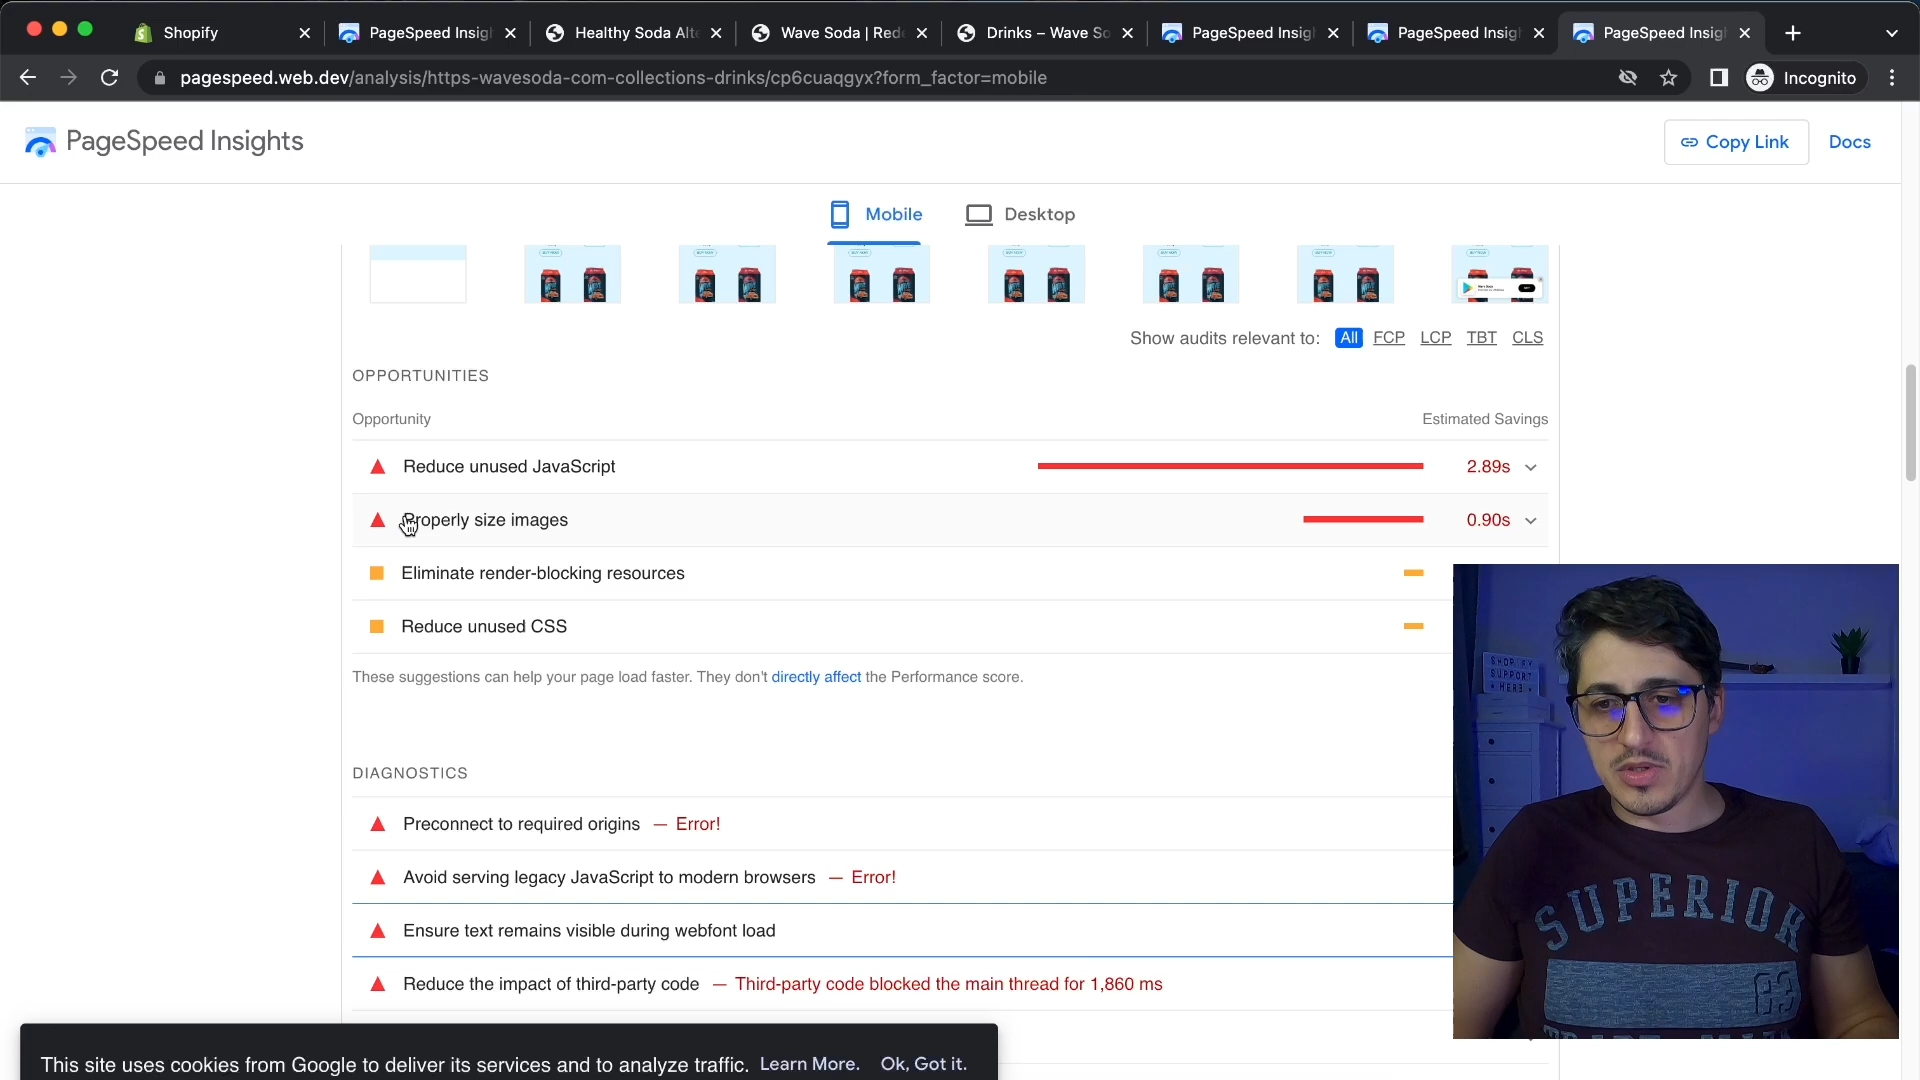 Shopify
PageSpeed Insigh
Healthy Soda Alt
Wave Soda | Red
Drinks – Wave So
PageSpeed Insigh
PageSpeed Insigh
PageSpeed Insigh
pagespeed.web.dev/analysis/https-wavesoda-com-collections-drinks/cp6cuaqgyx?form_factor=mobile
Incognito
PageSpeed Insights
Copy Link
Docs
Mobile
Desktop
Show audits relevant to: All FCP LCP TBT CLS
OPPORTUNITIES
Opportunity
Estimated Savings
Reduce unused JavaScript
2.89s
Properly size images
0.90s
Eliminate render-blocking resources
Reduce unused CSS
These suggestions can help your page load faster. They don't directly affect the Performance score.
DIAGNOSTICS
Preconnect to required origins — Error!
Avoid serving legacy JavaScript to modern browsers — Error!
Ensure text remains visible during webfont load
Reduce the impact of third-party code — Third-party code blocked the main thread for 1,860 ms
This site uses cookies from Google to deliver its services and to analyze traffic. Learn More. Ok, Got it.
SHOPIFY
SUPPORT
HERE
SUPERIOR